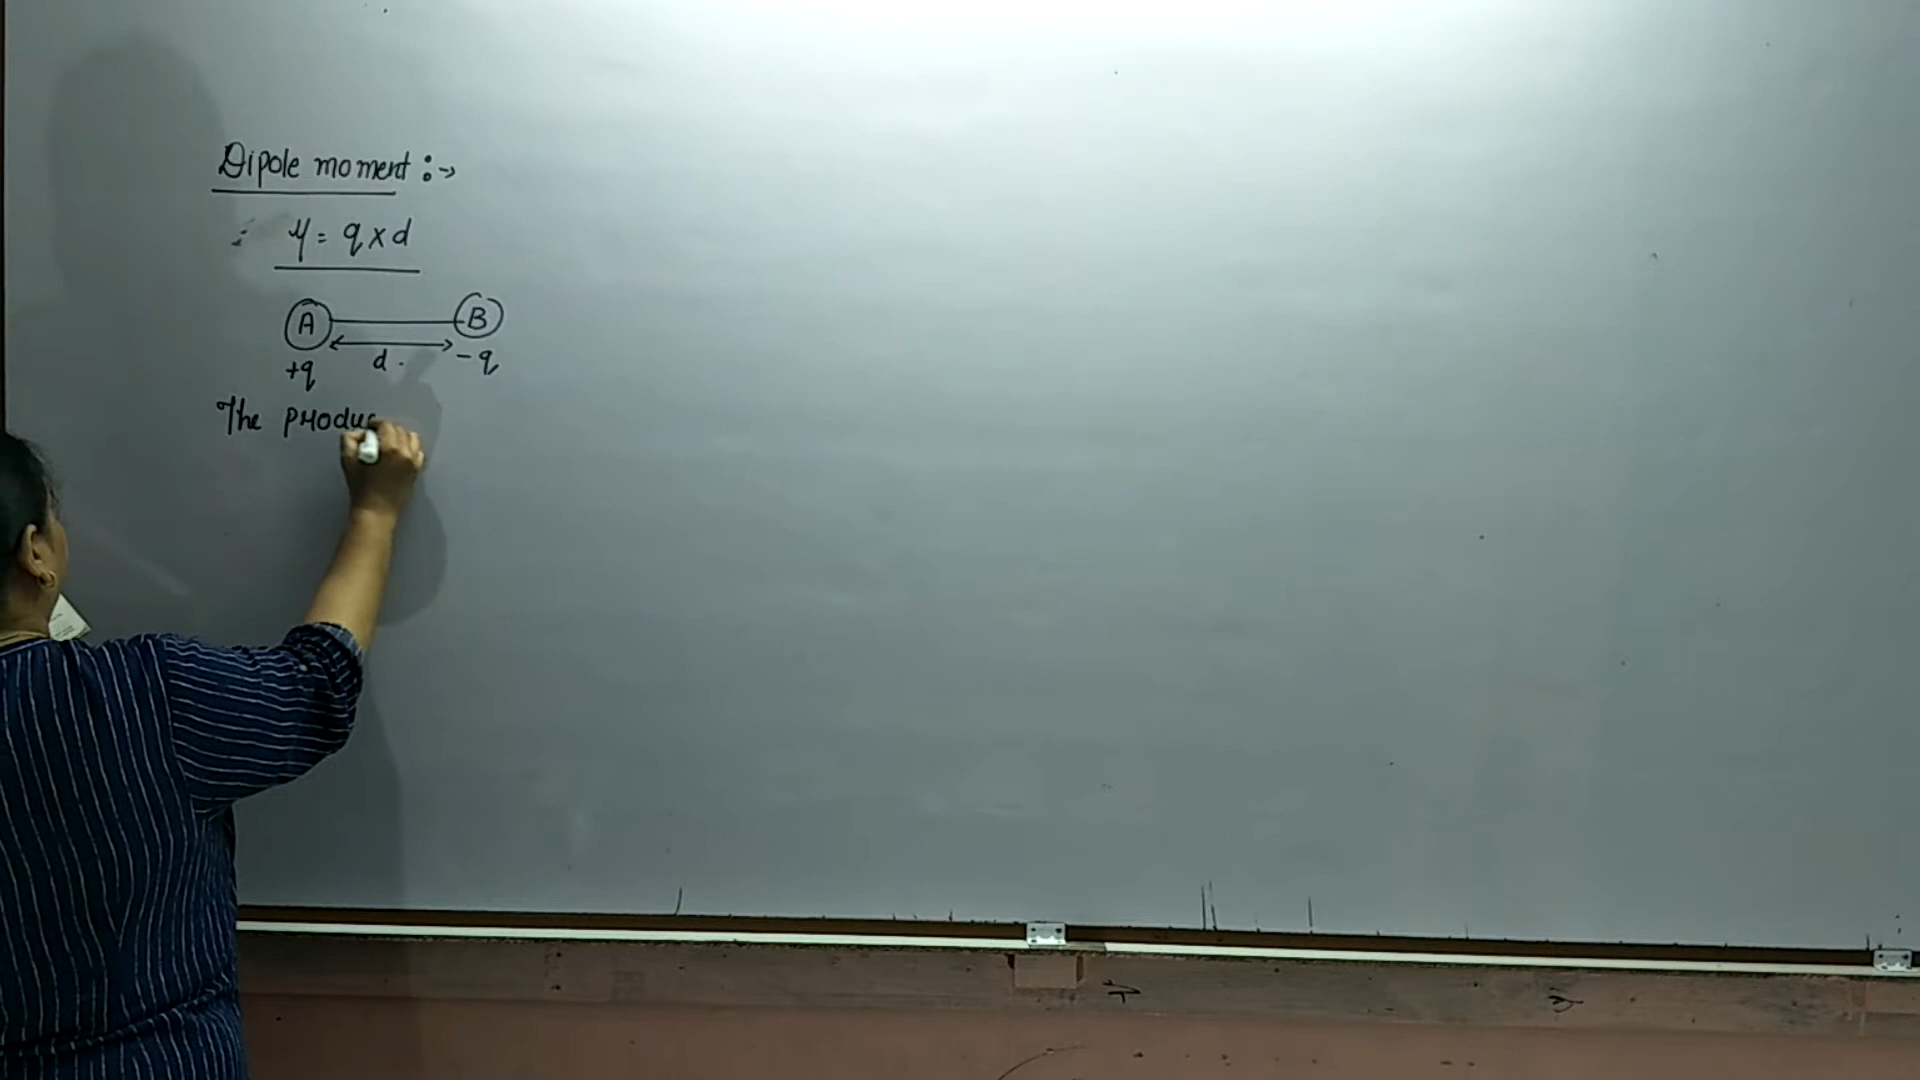 Dipole moment :→
μ = q x d
A B
d . - q
+q
The produc